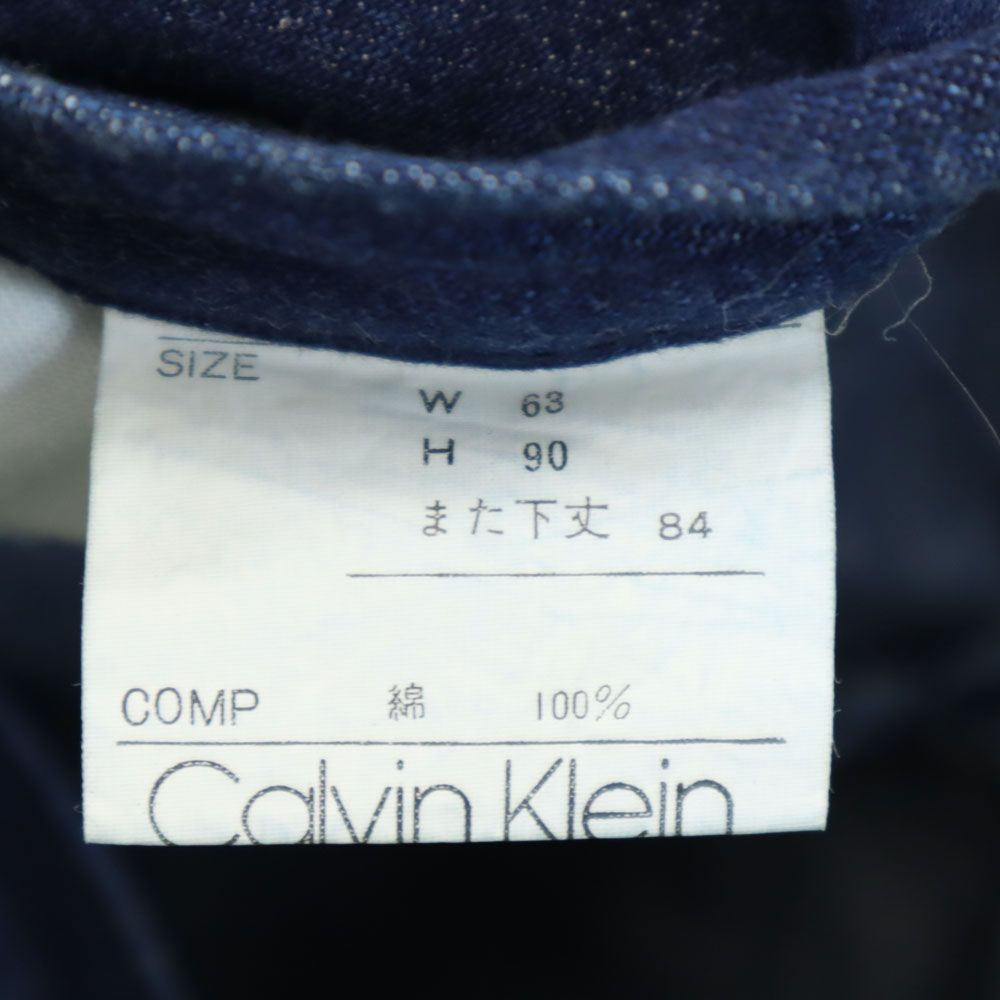 SIZE
W 63
H 90
また下丈 84
COMP 綿 100%
Calvin Klein